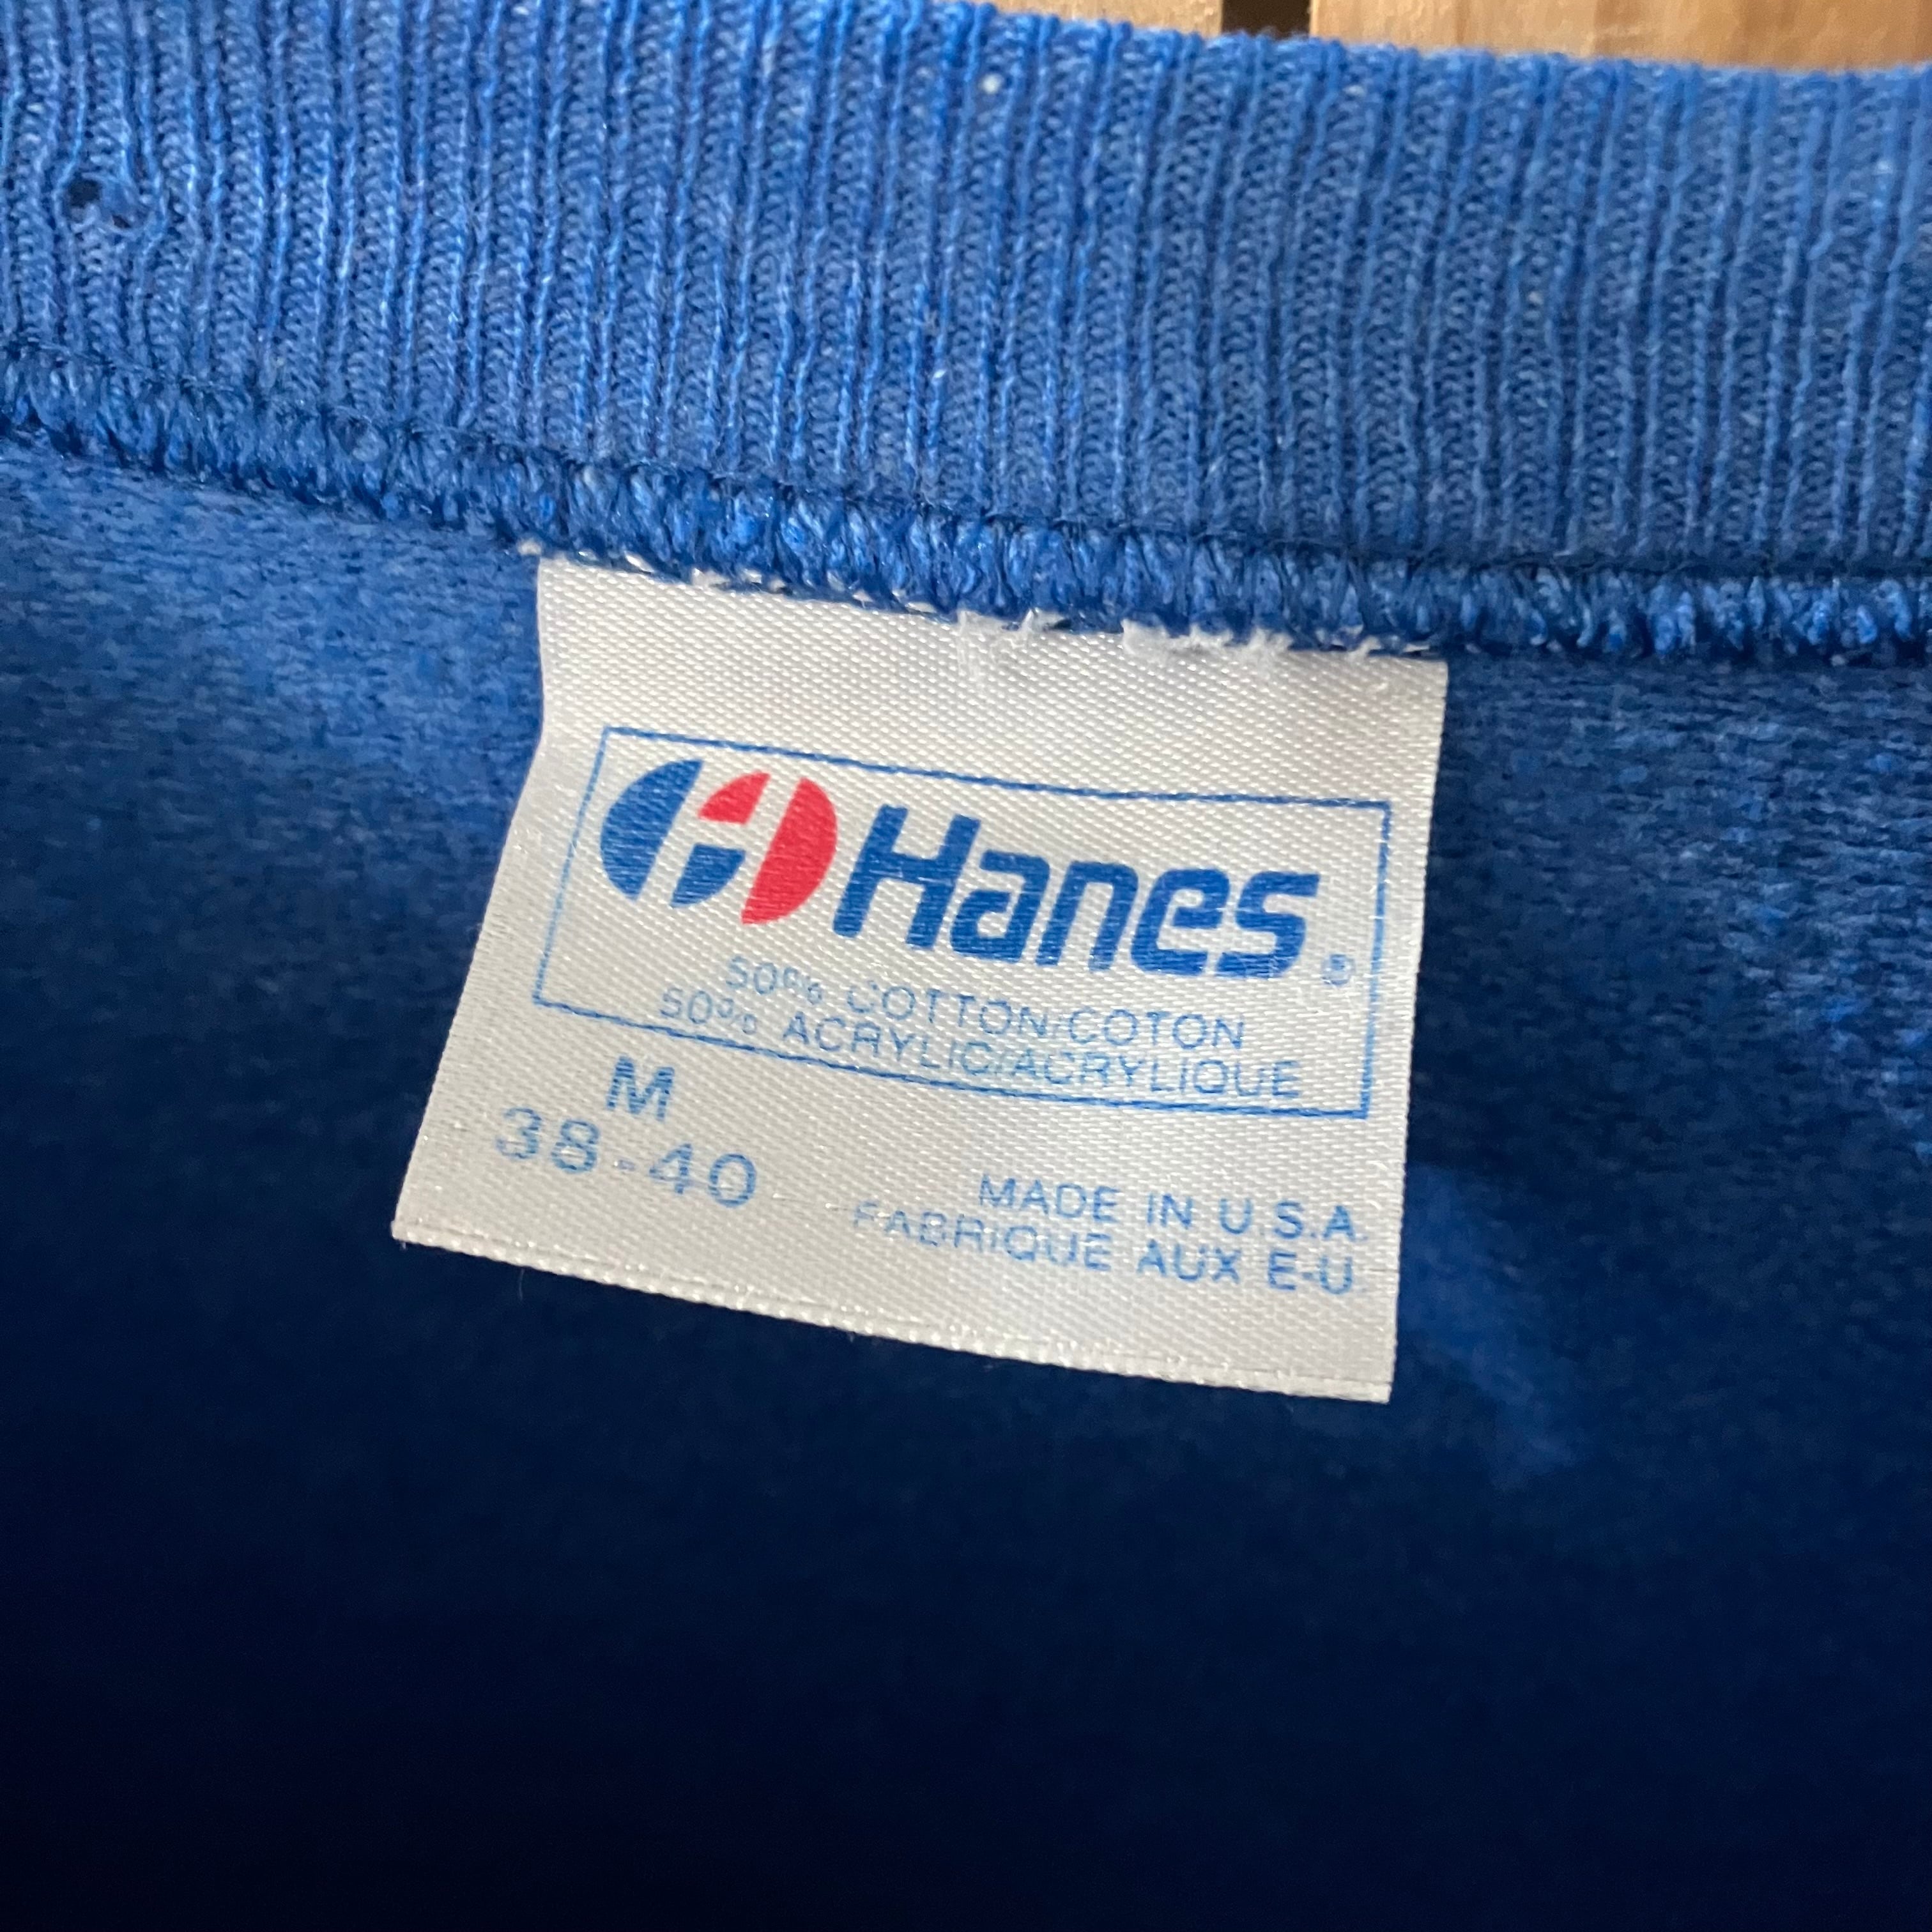 Hanes®
50% COTTON/COTON
50% ACRYLIC/ACRYLIQUE
M
38-40
MADE IN U.S.A.
FABRIQUE AUX E-U.